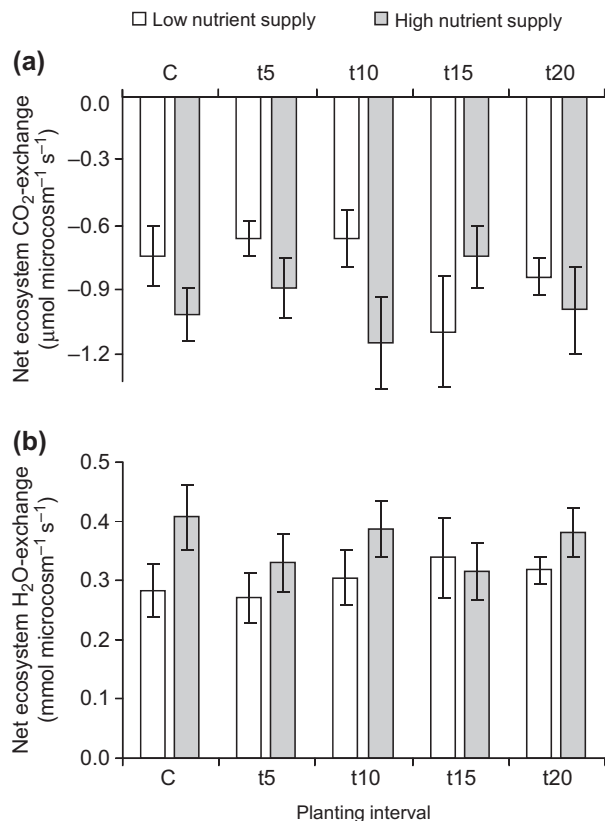 Low nutrient supply High nutrient supply
(a)
C t5 t10 t15 t20
Net ecosystem CO₂-exchange
(µmol microcosm⁻¹ s⁻¹)
0.0
−0.3
−0.6
−0.9
−1.2
(b)
Net ecosystem H₂O-exchange
(mmol microcosm⁻¹ s⁻¹)
0.5
0.4
0.3
0.2
0.1
0.0
C t5 t10 t15 t20
Planting interval